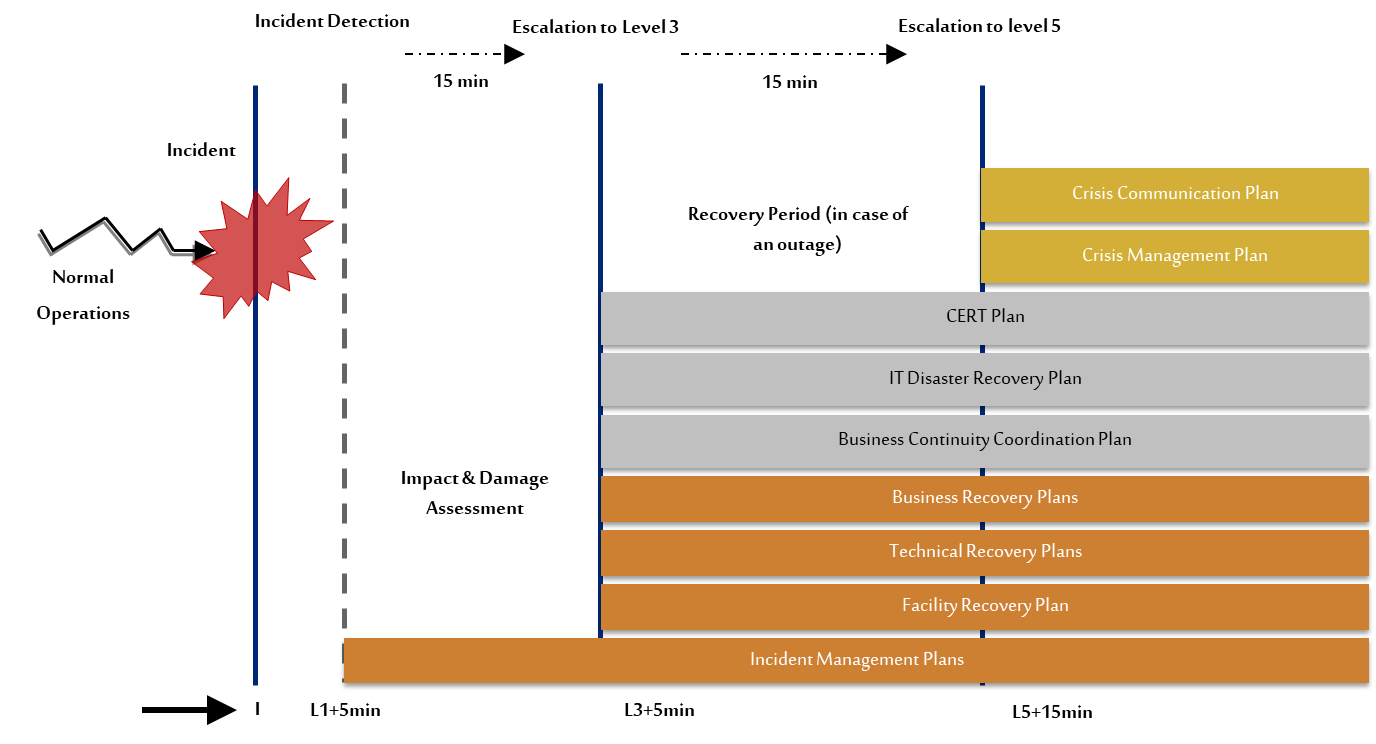 Incident Detection
Escalation to Level 3
Escalation to level 5
15 min
15 min
Incident
Normal
Operations
Recovery Period (in case of
an outage)
Crisis Communication Plan
Crisis Management Plan
CERT Plan
IT Disaster Recovery Plan
Business Continuity Coordination Plan
Impact & Damage
Assessment
Business Recovery Plans
Technical Recovery Plans
Facility Recovery Plan
Incident Management Plans
I
L1+5min
L3+5min
L5+15min